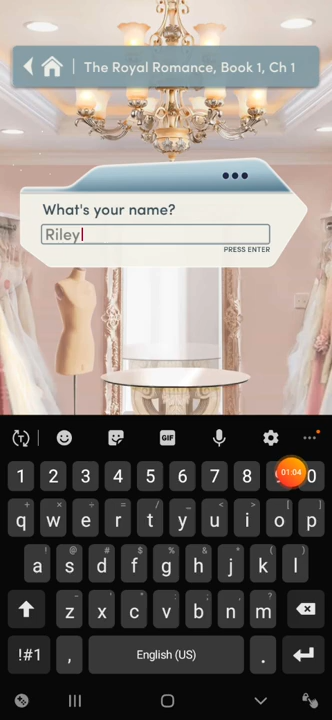 The Royal Romance, Book 1, Ch 1
What's your name?
Riley
PRESS ENTER
GIF
01:04
1 2 3 4 5 6 7 8 0
q w e r t y u i o p
a s d f g h j k l
z x c v b n m
!#1 , English (US) .